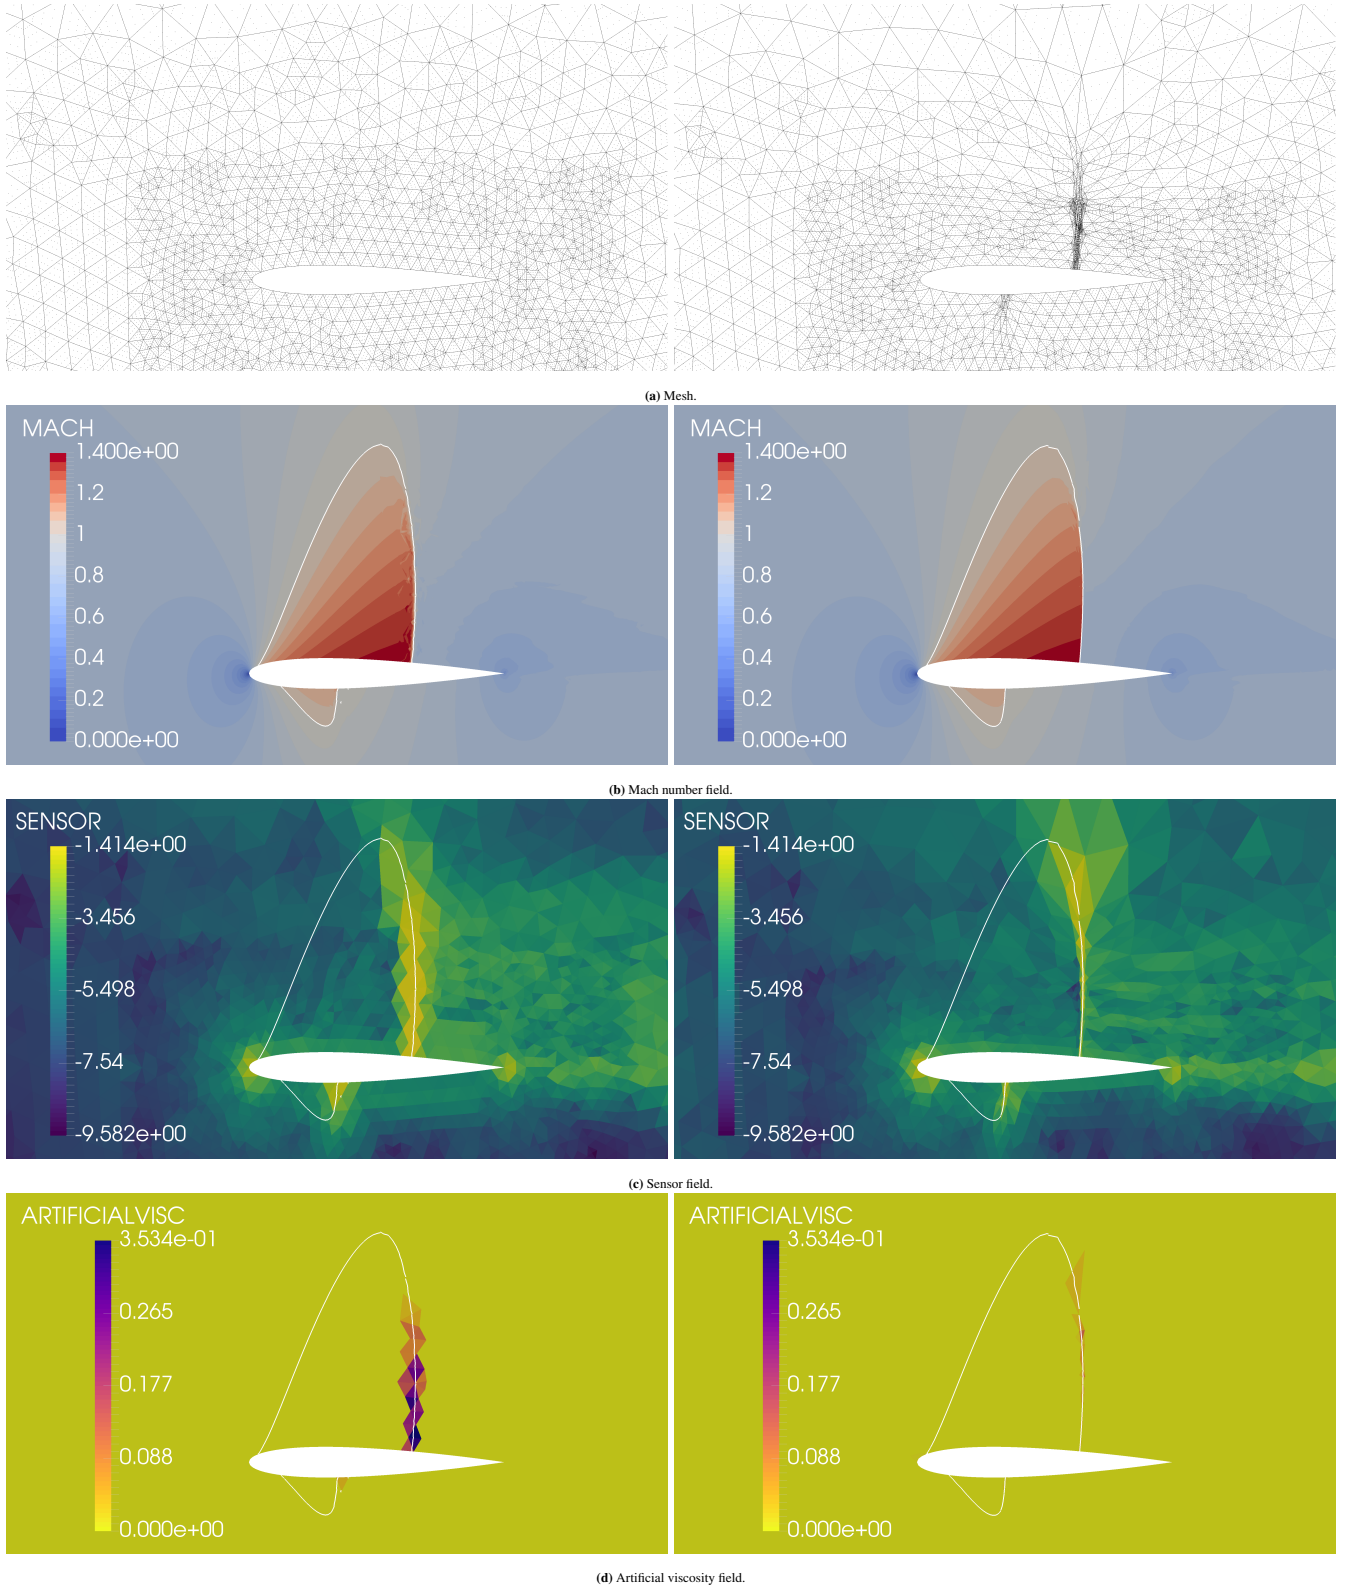 (a) Mesh.
MACH
1.400e+00
1.2
1
0.8
0.6
0.4
0.2
0.000e+00
MACH
1.400e+00
1.2
1
0.8
0.6
0.4
0.2
0.000e+00
(b) Mach number field.
SENSOR
-1.414e+00
-3.456
-5.498
-7.54
-9.582e+00
SENSOR
-1.414e+00
-3.456
-5.498
-7.54
-9.582e+00
(c) Sensor field.
ARTIFICIALVISC
3.534e-01
0.265
0.177
0.088
0.000e+00
ARTIFICIALVISC
3.534e-01
0.265
0.177
0.088
0.000e+00
(d) Artificial viscosity field.